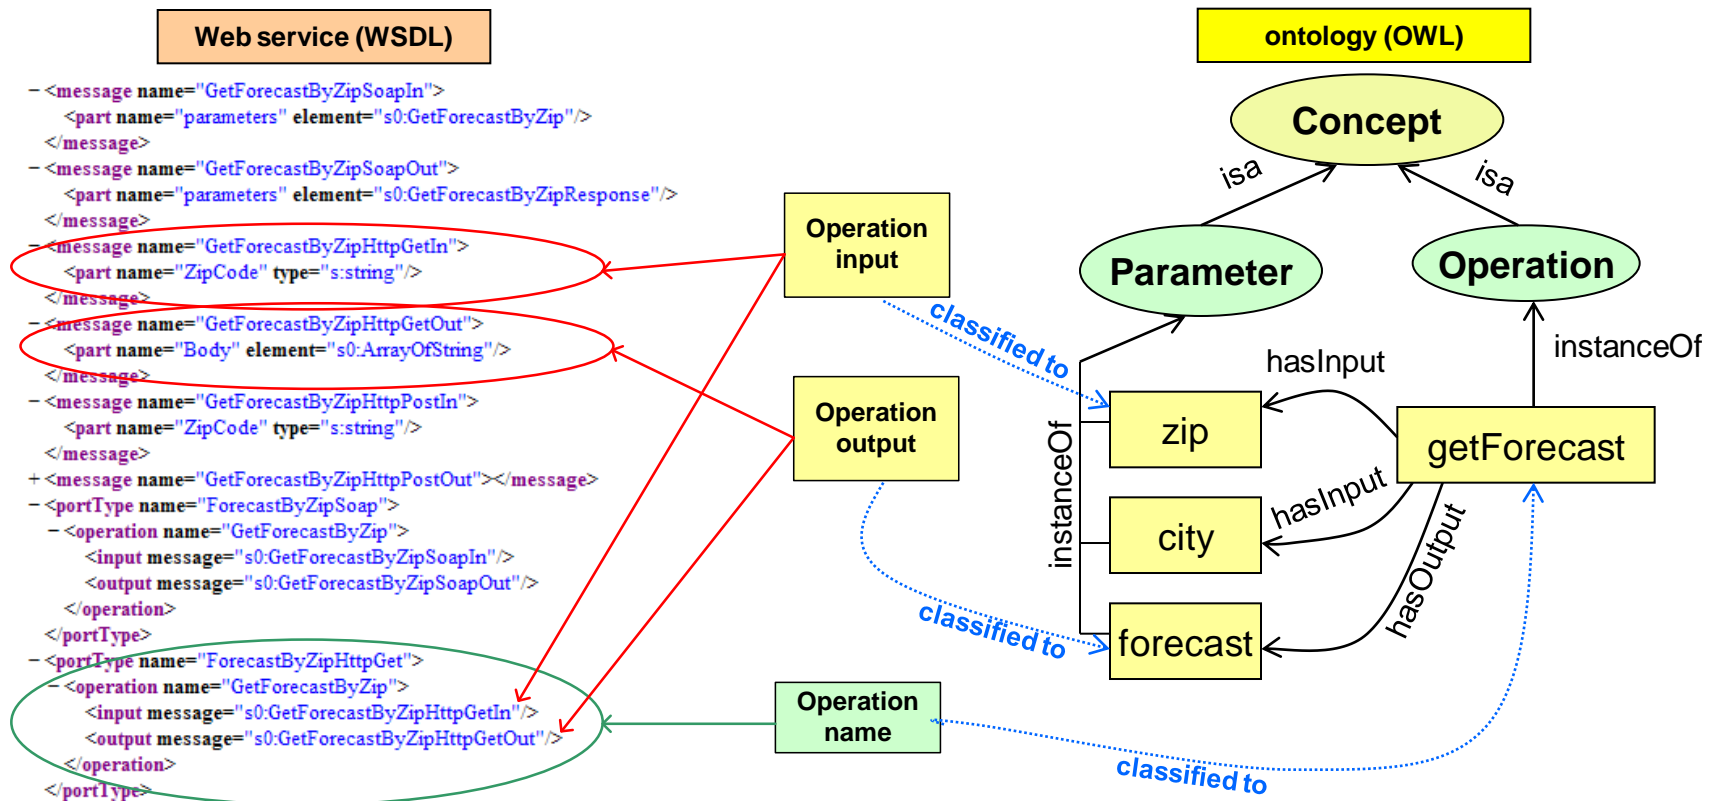 Web service (WSDL)
− <message name="GetForecastByZipSoapIn">
<part name="parameters" element="s0:GetForecastByZip"/>
</message>
− <message name="GetForecastByZipSoapOut">
<part name="parameters" element="s0:GetForecastByZipResponse"/>
</message>
− <message name="GetForecastByZipHttpGetIn">
<part name="ZipCode" type="s:string"/>
</message>
− <message name="GetForecastByZipHttpGetOut">
<part name="Body" element="s0:ArrayOfString"/>
</message>
− <message name="GetForecastByZipHttpPostIn">
<part name="ZipCode" type="s:string"/>
</message>
+ <message name="GetForecastByZipHttpPostOut"></message>
− <portType name="ForecastByZipSoap">
− <operation name="GetForecastByZip">
<input message="s0:GetForecastByZipSoapIn"/>
<output message="s0:GetForecastByZipSoapOut"/>
</operation>
</portType>
− <portType name="ForecastByZipHttpGet">
− <operation name="GetForecastByZip">
<input message="s0:GetForecastByZipHttpGetIn"/>
<output message="s0:GetForecastByZipHttpGetOut"/>
</operation>
</portType>
Operation
input
Operation
output
Operation
name
classified to
classified to
classified to
ontology (OWL)
Concept
isa
isa
Parameter
Operation
instanceOf
instanceOf
hasInput
hasInput
hasOutput
zip
city
forecast
getForecast